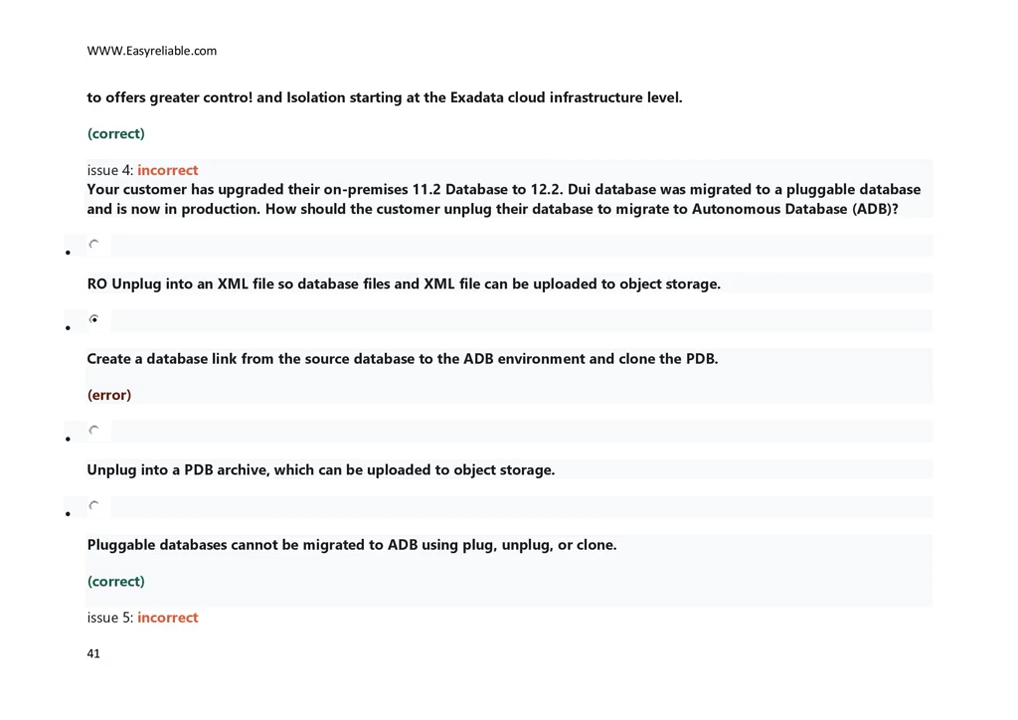 WWW.Easyreliable.com
to offers greater contro! and Isolation starting at the Exadata cloud infrastructure level.
(correct)
issue 4: incorrect
Your customer has upgraded their on-premises 11.2 Database to 12.2. Dui database was migrated to a pluggable database
and is now in production. How should the customer unplug their database to migrate to Autonomous Database (ADB)?
RO Unplug into an XML file so database files and XML file can be uploaded to object storage.
Create a database link from the source database to the ADB environment and clone the PDB.
(error)
Unplug into a PDB archive, which can be uploaded to object storage.
Pluggable databases cannot be migrated to ADB using plug, unplug, or clone.
(correct)
issue 5: incorrect
41